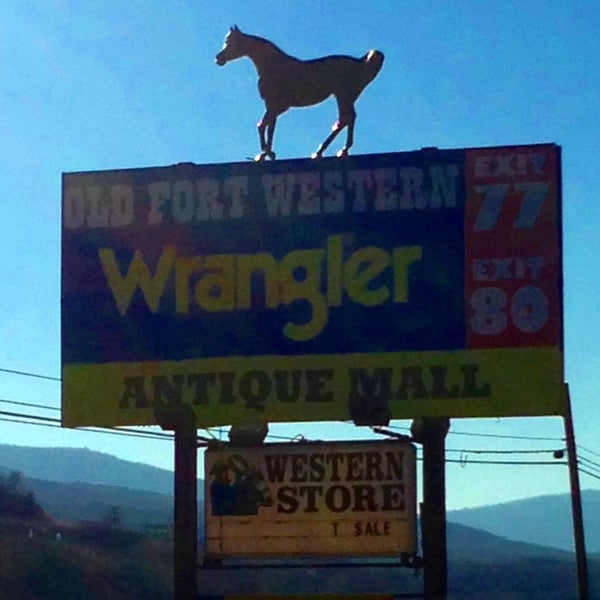 OLD FORT WESTERN
EXIT
77
Wrangler
EXIT
80
ANTIQUE MALL
WESTERN
STORE
T SALE